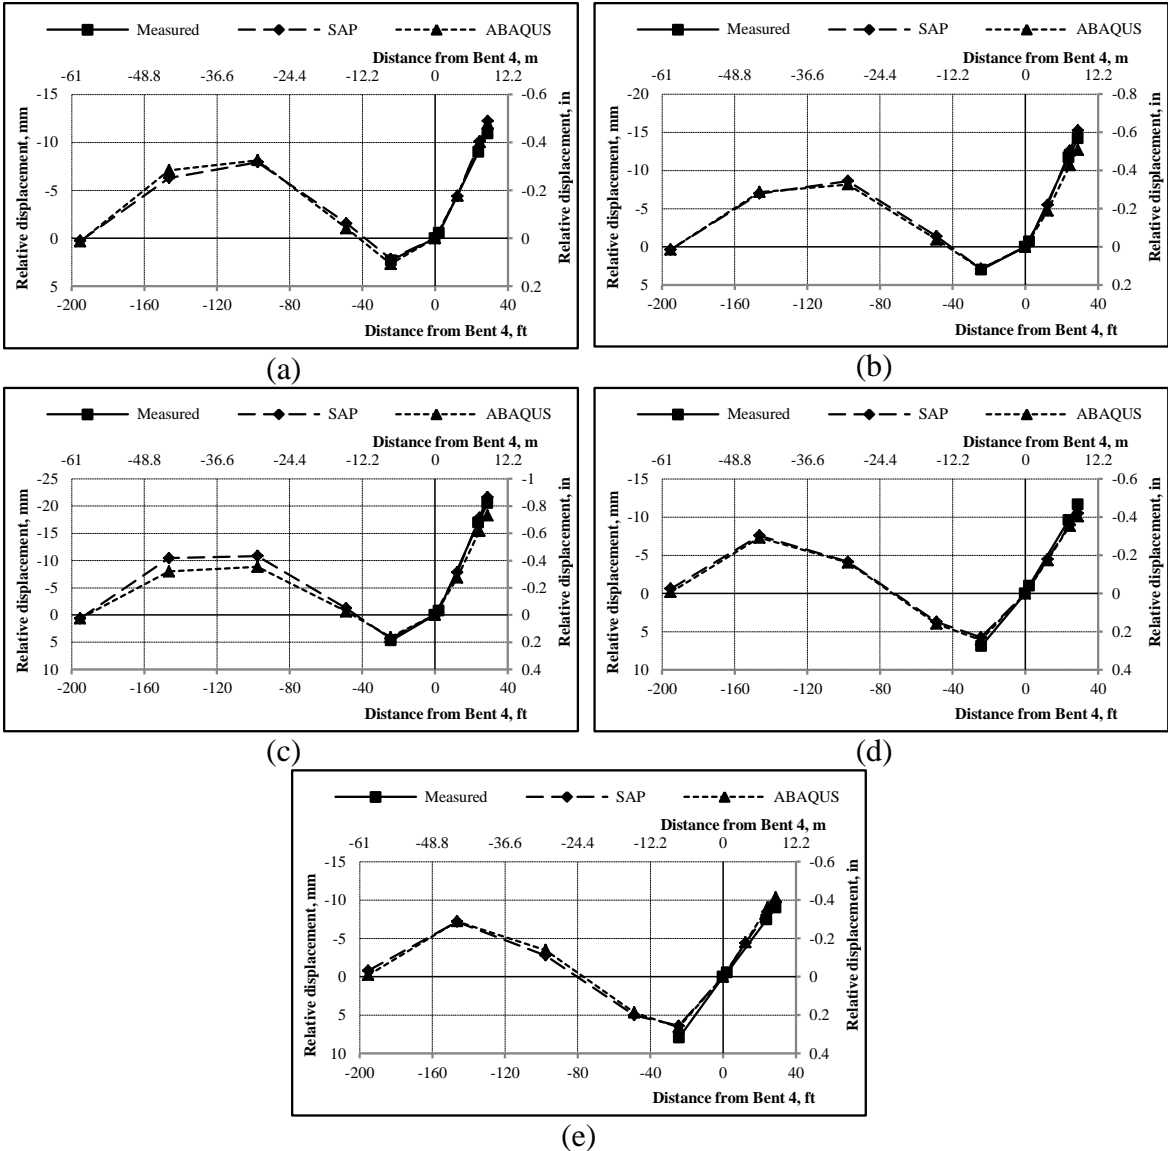 Measured SAP ABAQUS
Distance from Bent 4, m
-61 -48.8 -36.6 -24.4 -12.2 0 12.2
Relative displacement, mm
-15 -10 -5 0 5
Relative displacement, in
-0.6 -0.4 -0.2 0 0.2
-200 -160 -120 -80 -40 0 40
Distance from Bent 4, ft
(a)
Measured SAP ABAQUS
Distance from Bent 4, m
-61 -48.8 -36.6 -24.4 -12.2 0 12.2
Relative displacement, mm
-20 -15 -10 -5 0 5
Relative displacement, in
-0.8 -0.6 -0.4 -0.2 0 0.2
-200 -160 -120 -80 -40 0 40
Distance from Bent 4, ft
(b)
Measured SAP ABAQUS
Distance from Bent 4, m
-61 -48.8 -36.6 -24.4 -12.2 0 12.2
Relative displacement, mm
-25 -20 -15 -10 -5 0 5 10
Relative displacement, in
-1 -0.8 -0.6 -0.4 -0.2 0 0.2 0.4
-200 -160 -120 -80 -40 0 40
Distance from Bent 4, ft
(c)
Measured SAP ABAQUS
Distance from Bent 4, m
-61 -48.8 -36.6 -24.4 -12.2 0 12.2
Relative displacement, mm
-15 -10 -5 0 5 10
Relative displacement, in
-0.6 -0.4 -0.2 0 0.2 0.4
-200 -160 -120 -80 -40 0 40
Distance from Bent 4, ft
(d)
Measured SAP ABAQUS
Distance from Bent 4, m
-61 -48.8 -36.6 -24.4 -12.2 0 12.2
Relative displacement, mm
-15 -10 -5 0 5 10
Relative displacement, in
-0.6 -0.4 -0.2 0 0.2 0.4
-200 -160 -120 -80 -40 0 40
Distance from Bent 4, ft
(e)